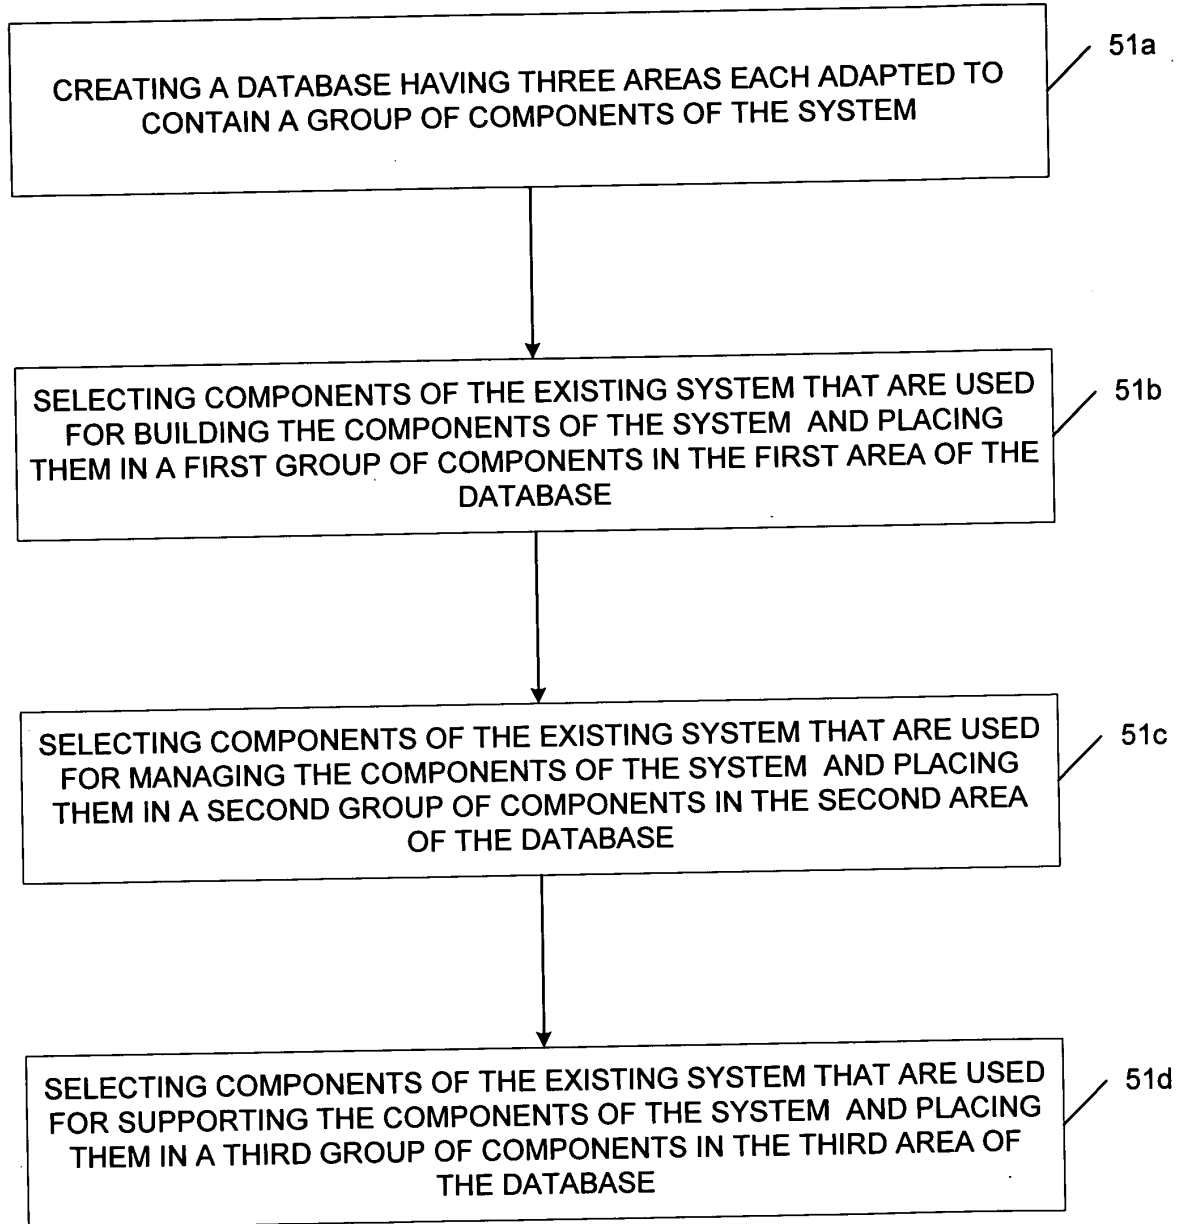 CREATING A DATABASE HAVING THREE AREAS EACH ADAPTED TO
CONTAIN A GROUP OF COMPONENTS OF THE SYSTEM
51a
SELECTING COMPONENTS OF THE EXISTING SYSTEM THAT ARE USED
FOR BUILDING THE COMPONENTS OF THE SYSTEM AND PLACING
THEM IN A FIRST GROUP OF COMPONENTS IN THE FIRST AREA OF THE
DATABASE
51b
SELECTING COMPONENTS OF THE EXISTING SYSTEM THAT ARE USED
FOR MANAGING THE COMPONENTS OF THE SYSTEM AND PLACING
THEM IN A SECOND GROUP OF COMPONENTS IN THE SECOND AREA
OF THE DATABASE
51c
SELECTING COMPONENTS OF THE EXISTING SYSTEM THAT ARE USED
FOR SUPPORTING THE COMPONENTS OF THE SYSTEM AND PLACING
THEM IN A THIRD GROUP OF COMPONENTS IN THE THIRD AREA OF
THE DATABASE
51d